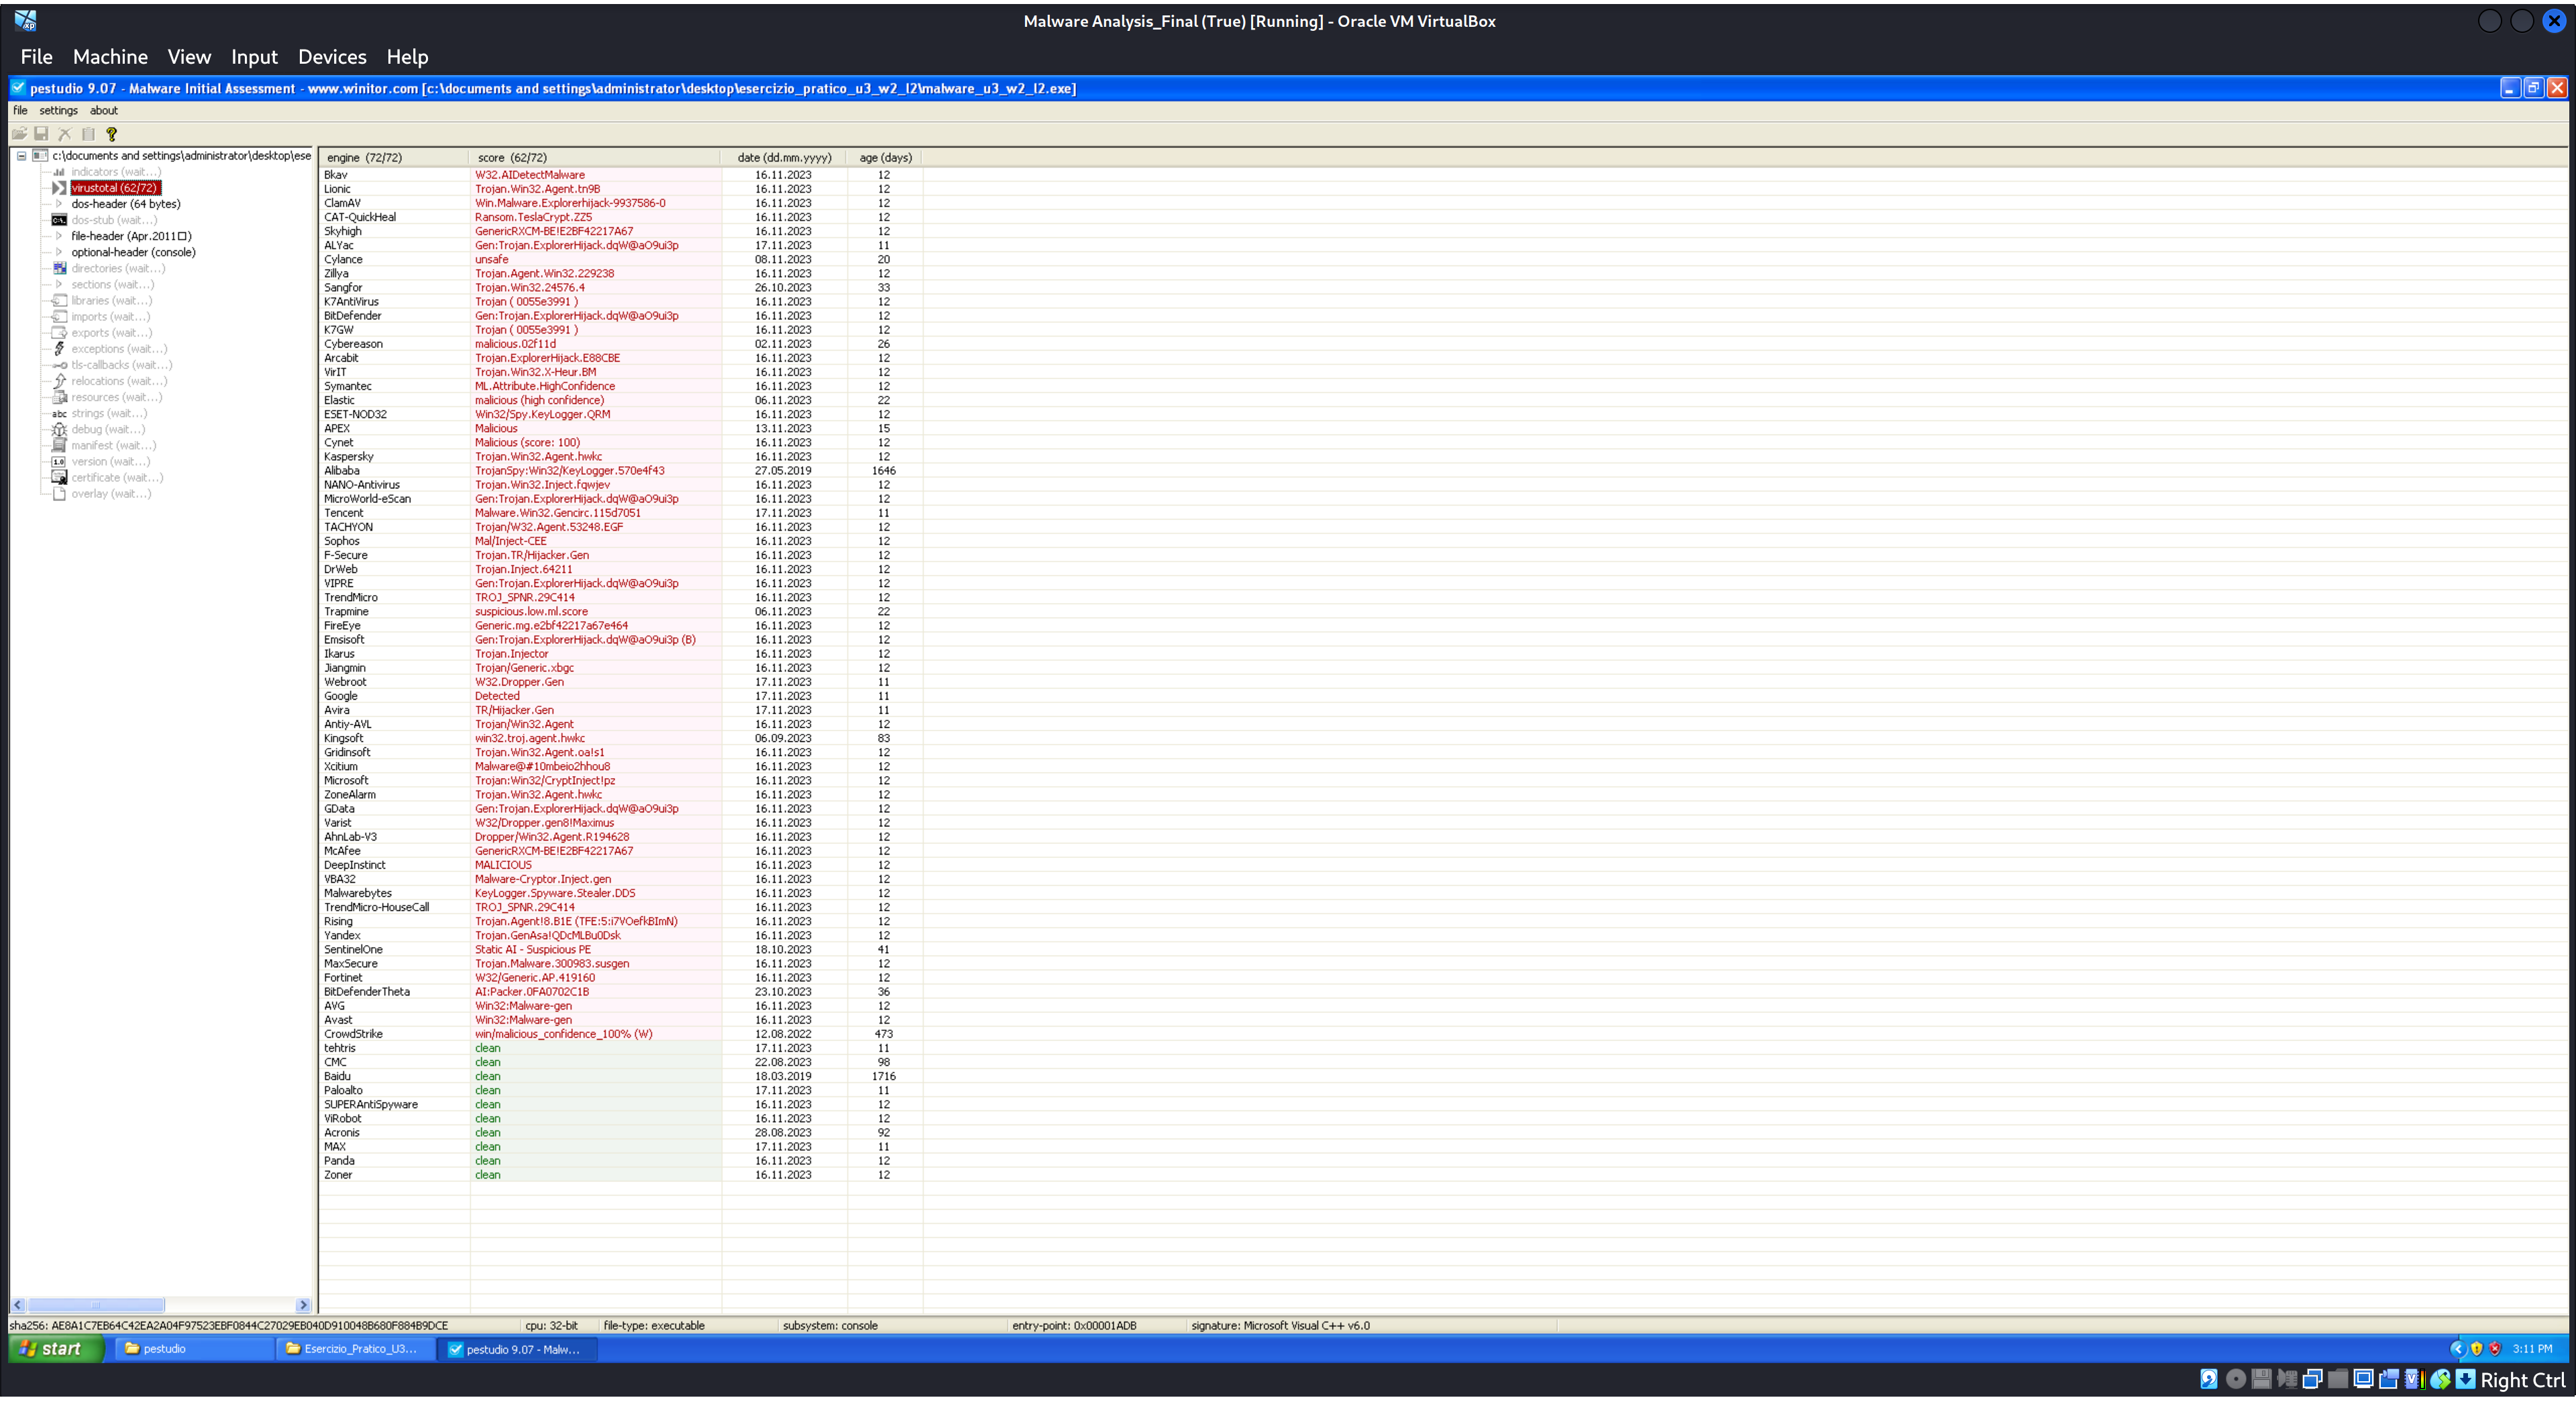 Malware Analysis_Final (True) [Running] - Oracle VM VirtualBox
File Machine View Input Devices Help
pestudio 9.07 - Malware Initial Assessment - www.winitor.com [c:\documents and settings\administrator\desktop\esercizio_pratico_u3_w2_l2\malware_u3_w2_l2.exe]
file settings about
c:\documents and settings\administrator\desktop\ese
indicators (wait...)
virustotal (62/72)
dos-header (64 bytes)
dos-stub (wait...)
file-header (Apr.2011□)
optional-header (console)
directories (wait...)
sections (wait...)
libraries (wait...)
imports (wait...)
exports (wait...)
exceptions (wait...)
tls-callbacks (wait...)
relocations (wait...)
resources (wait...)
abc strings (wait...)
debug (wait...)
manifest (wait...)
1.0 version (wait...)
certificate (wait...)
overlay (wait...)
engine (72/72) score (62/72) date (dd.mm.yyyy) age (days)
Bkav W32.AIDetectMalware 16.11.2023 12
Lionic Trojan.Win32.Agent.tn9B 16.11.2023 12
ClamAV Win.Malware.Explorerhijack-9937586-0 16.11.2023 12
CAT-QuickHeal Ransom.TeslaCrypt.ZZ5 16.11.2023 12
Skyhigh GenericRXCM-BE!E2BF42217A67 16.11.2023 12
ALYac Gen:Trojan.ExplorerHijack.dqW@aO9ui3p 17.11.2023 11
Cylance unsafe 08.11.2023 20
Zillya Trojan.Agent.Win32.229238 16.11.2023 12
Sangfor Trojan.Win32.24576.4 26.10.2023 33
K7AntiVirus Trojan ( 0055e3991 ) 16.11.2023 12
BitDefender Gen:Trojan.ExplorerHijack.dqW@aO9ui3p 16.11.2023 12
K7GW Trojan ( 0055e3991 ) 16.11.2023 12
Cybereason malicious.02f11d 02.11.2023 26
Arcabit Trojan.ExplorerHijack.E88CBE 16.11.2023 12
VirIT Trojan.Win32.X-Heur.BM 16.11.2023 12
Symantec ML.Attribute.HighConfidence 16.11.2023 12
Elastic malicious (high confidence) 06.11.2023 22
ESET-NOD32 Win32/Spy.KeyLogger.QRM 16.11.2023 12
APEX Malicious 13.11.2023 15
Cynet Malicious (score: 100) 16.11.2023 12
Kaspersky Trojan.Win32.Agent.hwkc 16.11.2023 12
Alibaba TrojanSpy:Win32/KeyLogger.570e4f43 27.05.2019 1646
NANO-Antivirus Trojan.Win32.Inject.fqwjev 16.11.2023 12
MicroWorld-eScan Gen:Trojan.ExplorerHijack.dqW@aO9ui3p 16.11.2023 12
Tencent Malware.Win32.Gencirc.115d7051 17.11.2023 11
TACHYON Trojan/W32.Agent.53248.EGF 16.11.2023 12
Sophos Mal/Inject-CEE 16.11.2023 12
F-Secure Trojan.TR/Hijacker.Gen 16.11.2023 12
DrWeb Trojan.Inject.64211 16.11.2023 12
VIPRE Gen:Trojan.ExplorerHijack.dqW@aO9ui3p 16.11.2023 12
TrendMicro TROJ_SPNR.29C414 16.11.2023 12
Trapmine suspicious.low.ml.score 06.11.2023 22
FireEye Generic.mg.e2bf42217a67e464 16.11.2023 12
Emsisoft Gen:Trojan.ExplorerHijack.dqW@aO9ui3p (B) 16.11.2023 12
Ikarus Trojan.Injector 16.11.2023 12
Jiangmin Trojan/Generic.xbgc 16.11.2023 12
Webroot W32.Dropper.Gen 17.11.2023 11
Google Detected 17.11.2023 11
Avira TR/Hijacker.Gen 17.11.2023 11
Antiy-AVL Trojan/Win32.Agent 16.11.2023 12
Kingsoft win32.troj.agent.hwkc 06.09.2023 83
Gridinsoft Trojan.Win32.Agent.oa!s1 16.11.2023 12
Xcitium Malware@#10mbeio2hhou8 16.11.2023 12
Microsoft Trojan:Win32/CryptInject!pz 16.11.2023 12
ZoneAlarm Trojan.Win32.Agent.hwkc 16.11.2023 12
GData Gen:Trojan.ExplorerHijack.dqW@aO9ui3p 16.11.2023 12
Varist W32/Dropper.gen8!Maximus 16.11.2023 12
AhnLab-V3 Dropper/Win32.Agent.R194628 16.11.2023 12
McAfee GenericRXCM-BE!E2BF42217A67 16.11.2023 12
DeepInstinct MALICIOUS 16.11.2023 12
VBA32 Malware-Cryptor.Inject.gen 16.11.2023 12
Malwarebytes KeyLogger.Spyware.Stealer.DDS 16.11.2023 12
TrendMicro-HouseCall TROJ_SPNR.29C414 16.11.2023 12
Rising Trojan.Agent!8.B1E (TFE:5:i7VOefkBImN) 16.11.2023 12
Yandex Trojan.GenAsa!QDcMLBu0Dsk 16.11.2023 12
SentinelOne Static AI - Suspicious PE 18.10.2023 41
MaxSecure Trojan.Malware.300983.susgen 16.11.2023 12
Fortinet W32/Generic.AP.419160 16.11.2023 12
BitDefenderTheta AI:Packer.0FA0702C1B 23.10.2023 36
AVG Win32:Malware-gen 16.11.2023 12
Avast Win32:Malware-gen 16.11.2023 12
CrowdStrike win/malicious_confidence_100% (W) 12.08.2022 473
tehtris clean 17.11.2023 11
CMC clean 22.08.2023 98
Baidu clean 18.03.2019 1716
Paloalto clean 17.11.2023 11
SUPERAntiSpyware clean 16.11.2023 12
ViRobot clean 16.11.2023 12
Acronis clean 28.08.2023 92
MAX clean 17.11.2023 11
Panda clean 16.11.2023 12
Zoner clean 16.11.2023 12
sha256: AE8A1C7EB64C42EA2A04F97523EBF0844C27029EB040D910048B680F884B9DCE cpu: 32-bit file-type: executable subsystem: console entry-point: 0x00001ADB signature: Microsoft Visual C++ v6.0
start pestudio Esercizio_Pratico_U3... pestudio 9.07 - Malw... 3:11 PM
Right Ctrl